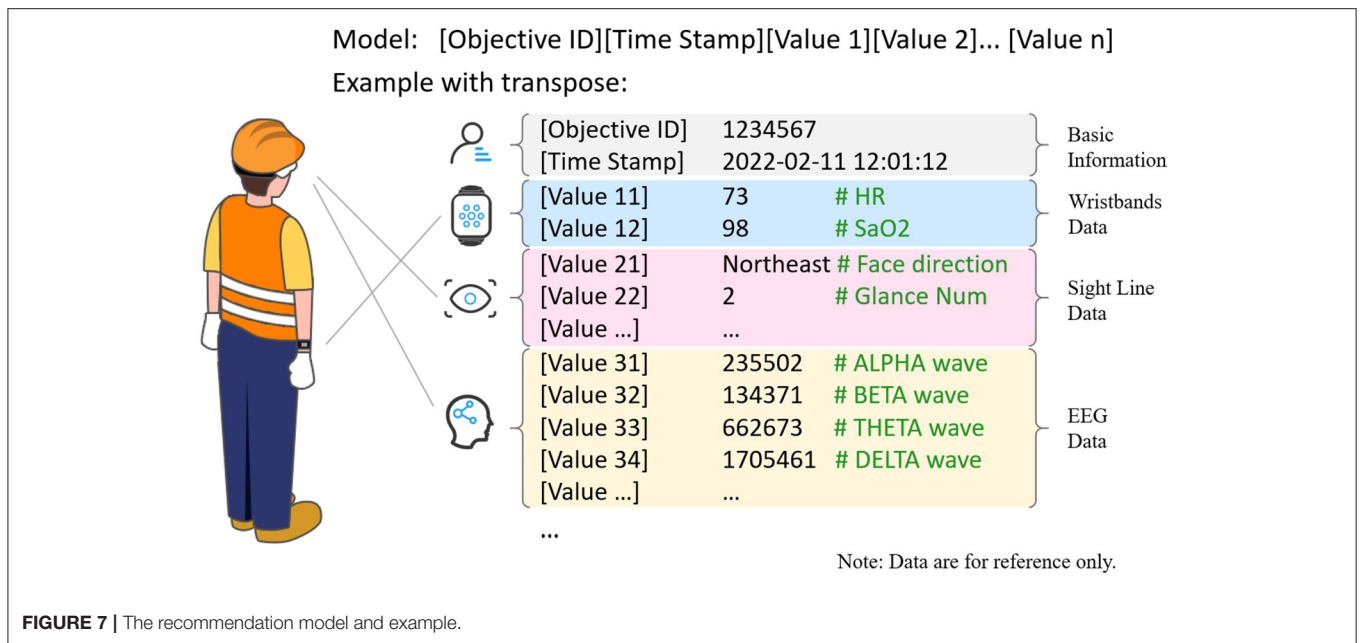 Model: [Objective ID][Time Stamp][Value 1][Value 2]... [Value n]
Example with transpose:
[Objective ID] 1234567
[Time Stamp] 2022-02-11 12:01:12
Basic
Information
[Value 11] 73 # HR
[Value 12] 98 # SaO2
Wristbands
Data
[Value 21] Northeast # Face direction
[Value 22] 2 # Glance Num
[Value ...] ...
Sight Line
Data
[Value 31] 235502 # ALPHA wave
[Value 32] 134371 # BETA wave
[Value 33] 662673 # THETA wave
[Value 34] 1705461 # DELTA wave
[Value ...] ...
EEG
Data
...
Note: Data are for reference only.
FIGURE 7 | The recommendation model and example.